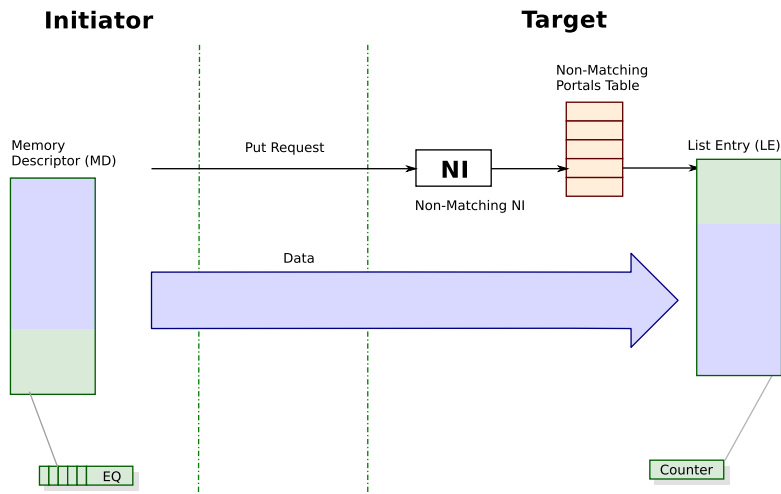 Initiator
Target
Non-Matching
Portals Table
Memory
Descriptor (MD)
Put Request
List Entry (LE)
NI
Non-Matching NI
Data
EQ
Counter